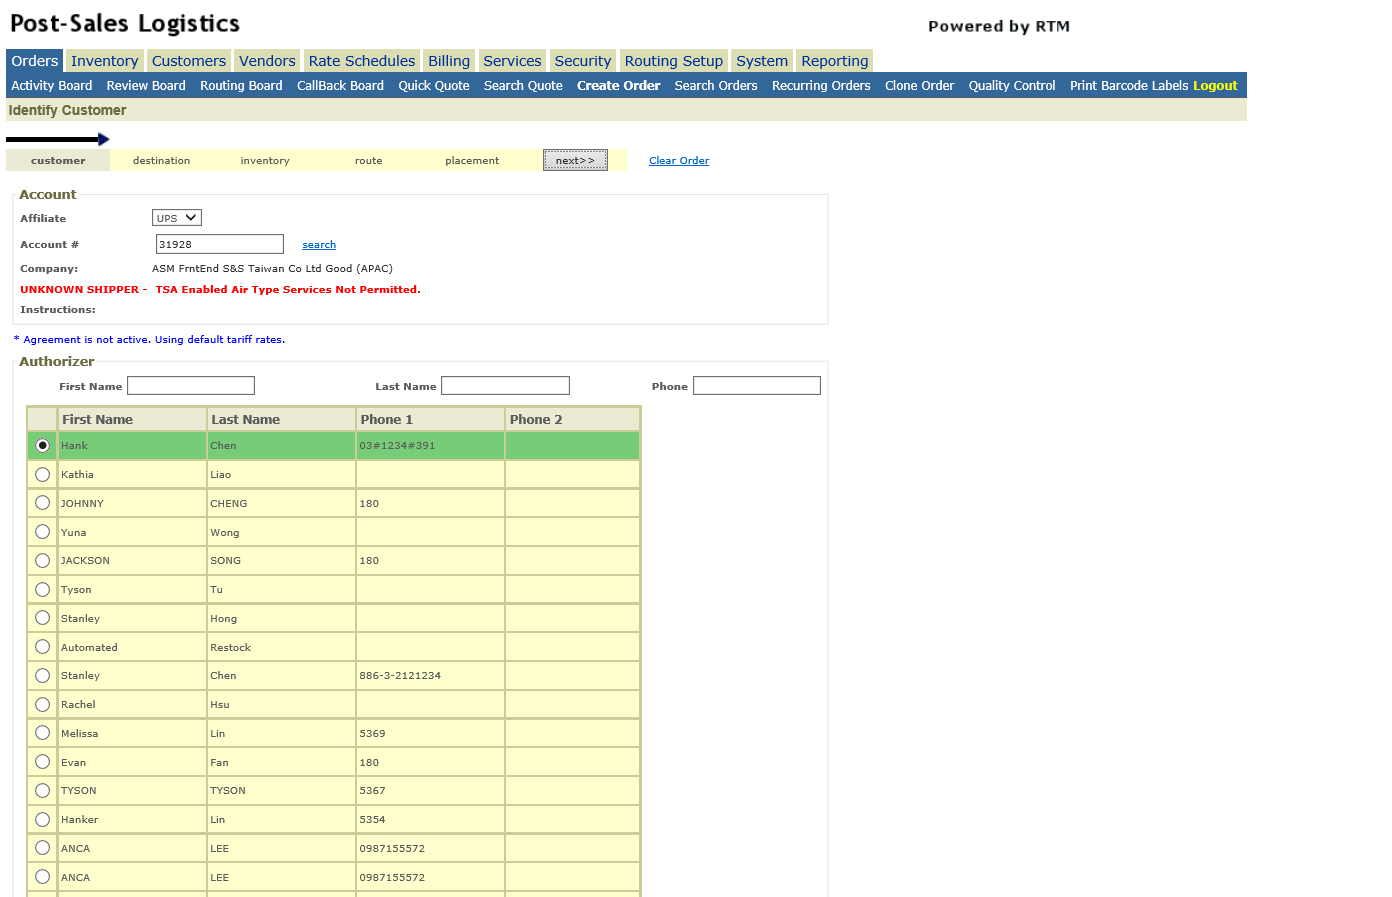 Post-Sales Logistics
Powered by RTM
Orders Inventory Customers Vendors Rate Schedules Billing Services Security Routing Setup System Reporting
Activity Board Review Board Routing Board CallBack Board Quick Quote Search Quote Create Order Search Orders Recurring Orders Clone Order Quality Control Print Barcode Labels Logout
Identify Customer
customer destination inventory route placement next>> Clear Order
Account
Affiliate UPS
Account # 31928 search
Company: ASM FrntEnd S&S Taiwan Co Ltd Good (APAC)
UNKNOWN SHIPPER - TSA Enabled Air Type Services Not Permitted.
Instructions:
* Agreement is not active. Using default tariff rates.
Authorizer
First Name Last Name Phone
First Name Last Name Phone 1 Phone 2
Hank Chen 03#1234#391
Kathia Liao
JOHNNY CHENG 180
Yuna Wong
JACKSON SONG 180
Tyson Tu
Stanley Hong
Automated Restock
Stanley Chen 886-3-2121234
Rachel Hsu
Melissa Lin 5369
Evan Fan 180
TYSON TYSON 5367
Hanker Lin 5354
ANCA LEE 0987155572
ANCA LEE 0987155572